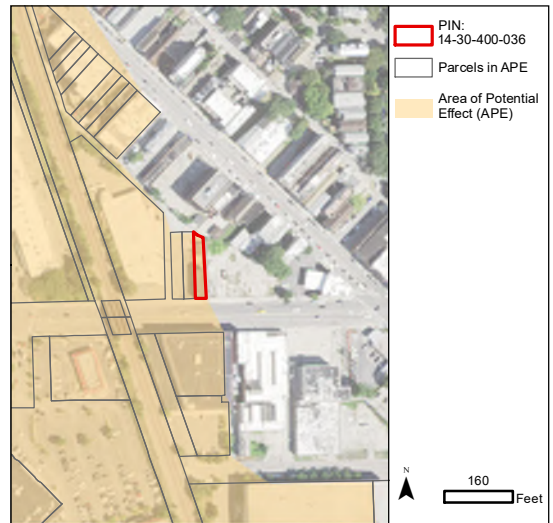 PIN:
14-30-400-036
Parcels in APE
Area of Potential
Effect (APE)
N
160
Feet